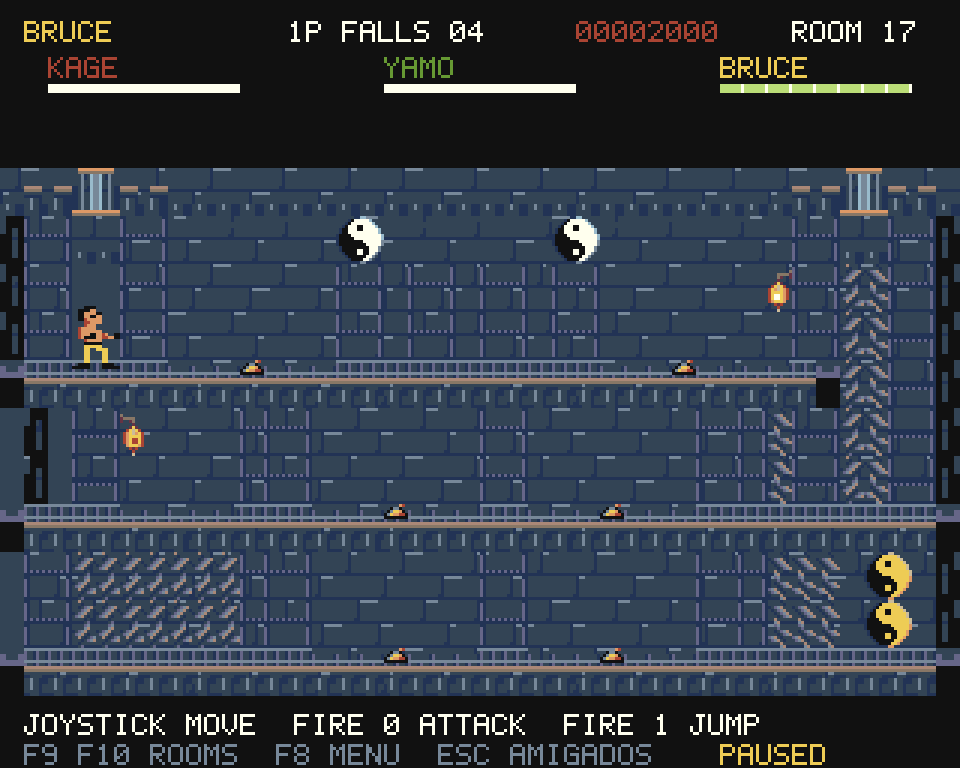 BRUCE 1P FALLS 04 00002000 ROOM 17
KAGE YAMO BRUCE
JOYSTICK MOVE FIRE 0 ATTACK FIRE 1 JUMP
F9 F10 ROOMS F8 MENU ESC AMIGADOS PAUSED